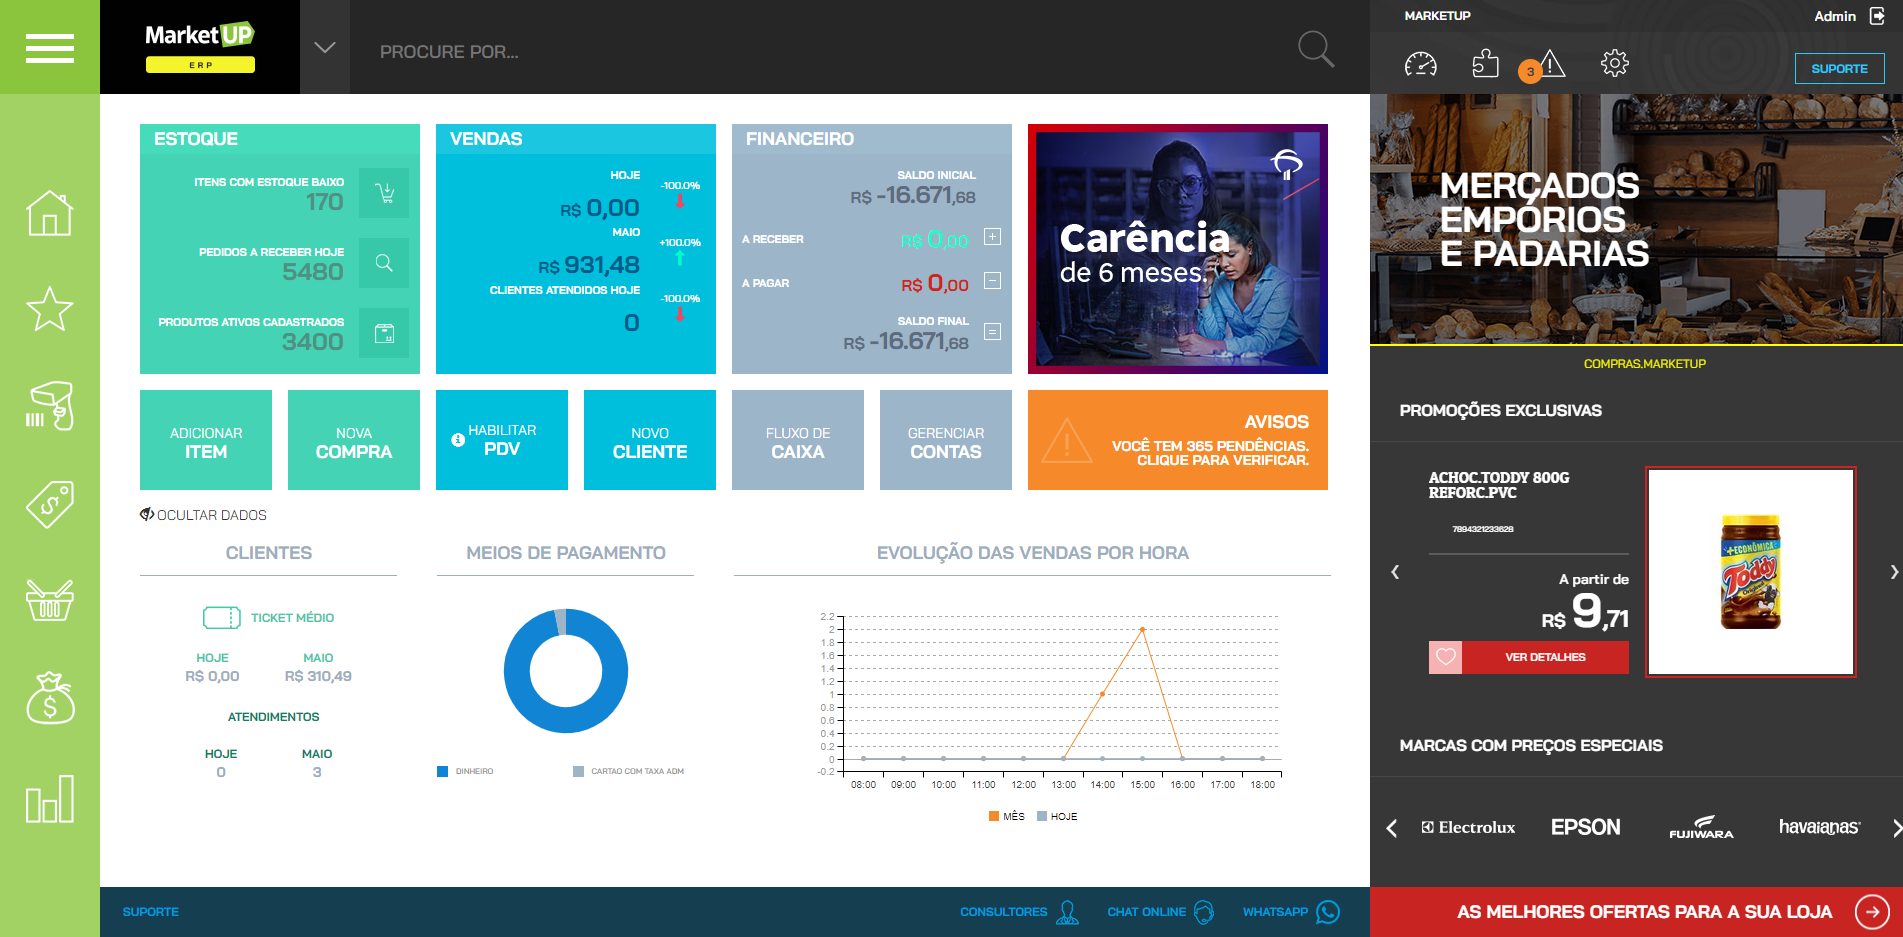 MarketUP
ERP
PROCURE POR...
MARKETUP
Admin
3
SUPORTE
ESTOQUE
ITENS COM ESTOQUE BAIXO
170
PEDIDOS A RECEBER HOJE
5480
PRODUTOS ATIVOS CADASTRADOS
3400
VENDAS
HOJE
-100.0%
R$ 0,00
MAIO
+100.0%
R$ 931,48
CLIENTES ATENDIDOS HOJE
-100.0%
0
FINANCEIRO
SALDO INICIAL
R$ -16.671,68
A RECEBER
R$ 0,00
A PAGAR
R$ 0,00
SALDO FINAL
R$ -16.671,68
Carência
de 6 meses.
ADICIONAR
ITEM
NOVA
COMPRA
HABILITAR
PDV
NOVO
CLIENTE
FLUXO DE
CAIXA
GERENCIAR
CONTAS
AVISOS
VOCÊ TEM 365 PENDÊNCIAS.
CLIQUE PARA VERIFICAR.
OCULTAR DADOS
CLIENTES
TICKET MÉDIO
HOJE MAIO
R$ 0,00 R$ 310,49
ATENDIMENTOS
HOJE MAIO
0 3
MEIOS DE PAGAMENTO
DINHEIRO CARTAO COM TAXA ADM
EVOLUÇÃO DAS VENDAS POR HORA
2.2
2
1.8
1.6
1.4
1.2
1
0.8
0.6
0.4
0.2
0
-0.2
08:00 09:00 10:00 11:00 12:00 13:00 14:00 15:00 16:00 17:00 18:00
MÊS HOJE
MERCADOS
EMPÓRIOS
E PADARIAS
COMPRAS.MARKETUP
PROMOÇÕES EXCLUSIVAS
ACHOC.TODDY 800G
REFORC.PVC
7894321233628
A partir de
R$ 9,71
VER DETALHES
+ECONÔMICA
Toddy
MARCAS COM PREÇOS ESPECIAIS
Electrolux EPSON FUJIWARA havaianas
SUPORTE
CONSULTORES
CHAT ONLINE
WHATSAPP
AS MELHORES OFERTAS PARA A SUA LOJA